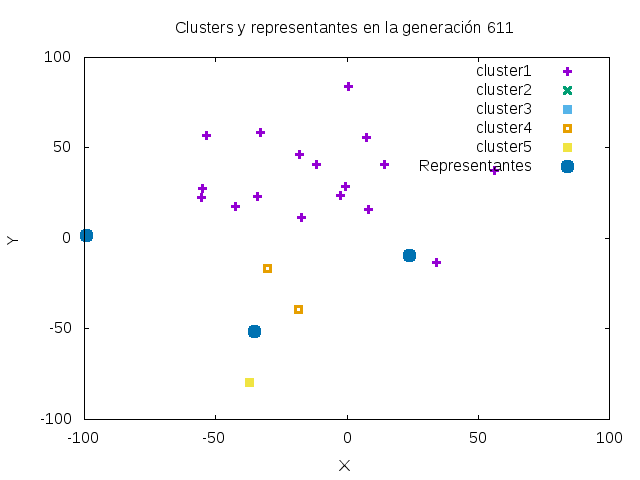 Clusters y representantes en la generación 611
100
50
0
-50
-100
Y
cluster1
cluster2
cluster3
cluster4
cluster5
Representantes
-100
-50
0
50
100
X